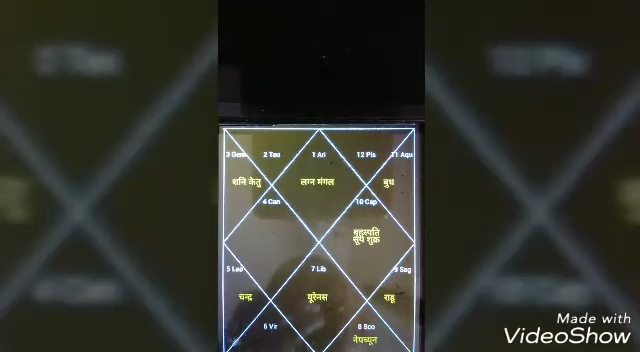 3 Gem 2 Tau 1 Ari 12 Pis 11 Aqu
शनि केतु लग्न मंगल बुध
4 Can 10 Cap
बृहस्पति
सूर्य शुक्र
5 Leo 7 Lib 9 Sag
चन्द्र यूरेनस राहू
6 Vir 8 Sco
नेपच्यून
Made with
VideoShow